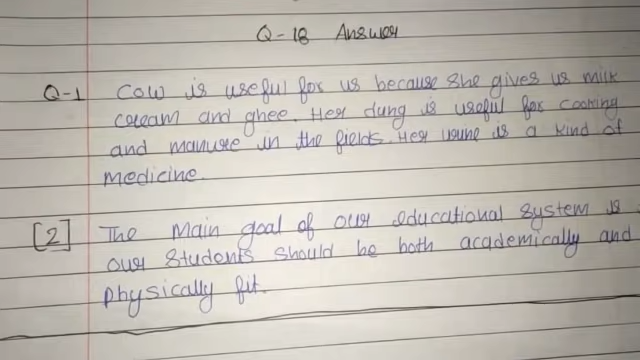 Q-18 Answer
Q-1 Cow is useful for us because she gives us milk
cream and ghee. Her dung is useful for cooking
and manure in the fields. Her urine is a kind of
medicine.
[2] The main goal of our educational system is
our students should be both academically and
physically fit.